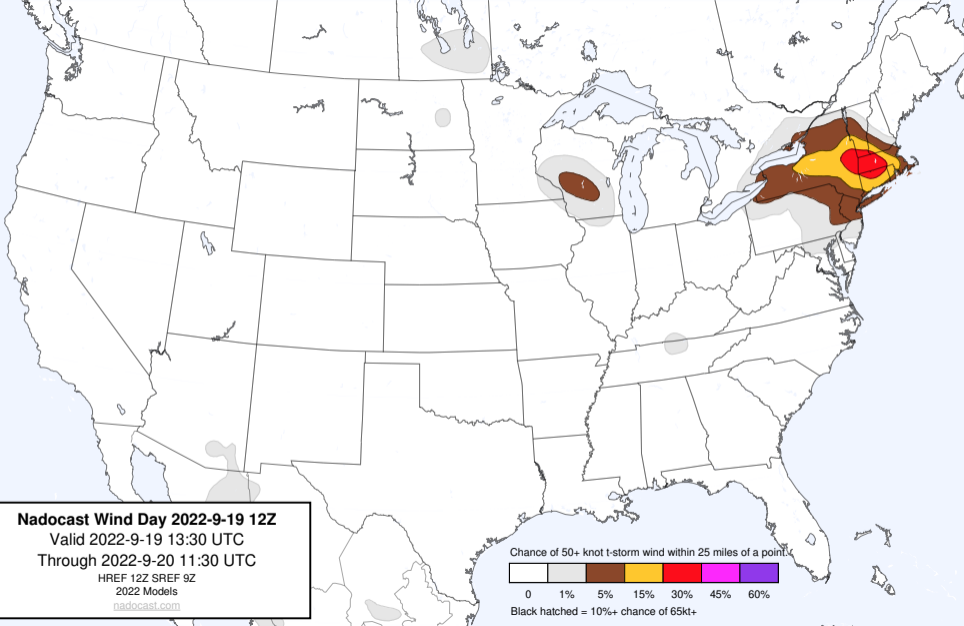 Nadocast Wind Day 2022-9-19 12Z
Valid 2022-9-19 13:30 UTC
Through 2022-9-20 11:30 UTC
HREF 12Z SREF 9Z
2022 Models
nadocast.com
Chance of 50+ knot t-storm wind within 25 miles of a point.
0 1% 5% 15% 30% 45% 60%
Black hatched = 10%+ chance of 65kt+